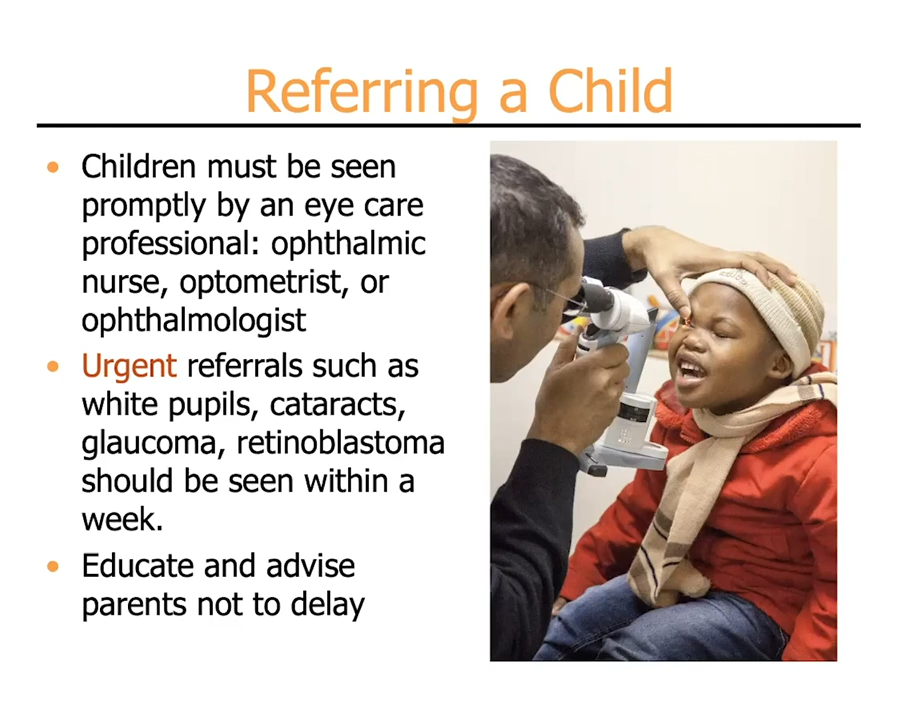 Referring a Child
• Children must be seen
promptly by an eye care
professional: ophthalmic
nurse, optometrist, or
ophthalmologist
• Urgent referrals such as
white pupils, cataracts,
glaucoma, retinoblastoma
should be seen within a
week.
• Educate and advise
parents not to delay